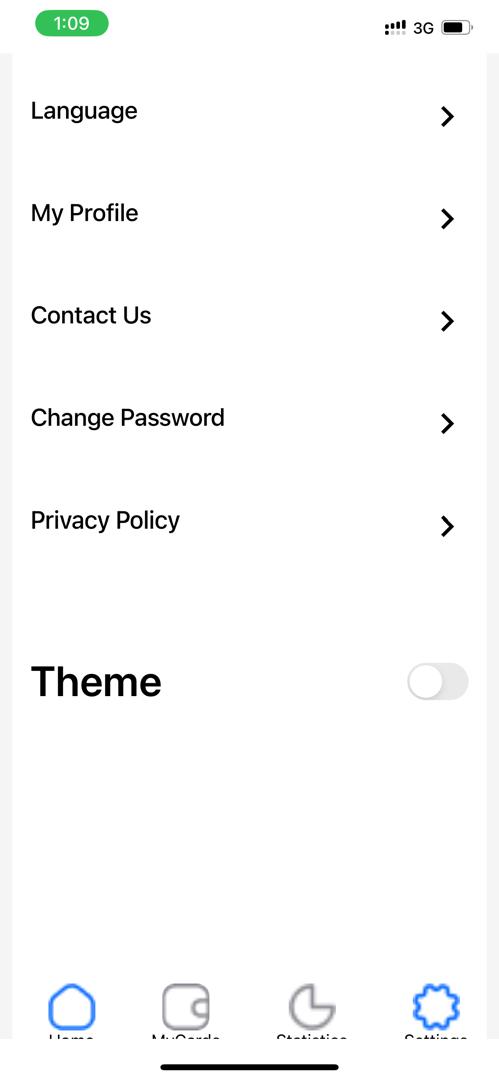 1:09
3G
Language
My Profile
Contact Us
Change Password
Privacy Policy
Theme
Home
MyCards
Statistics
Settings